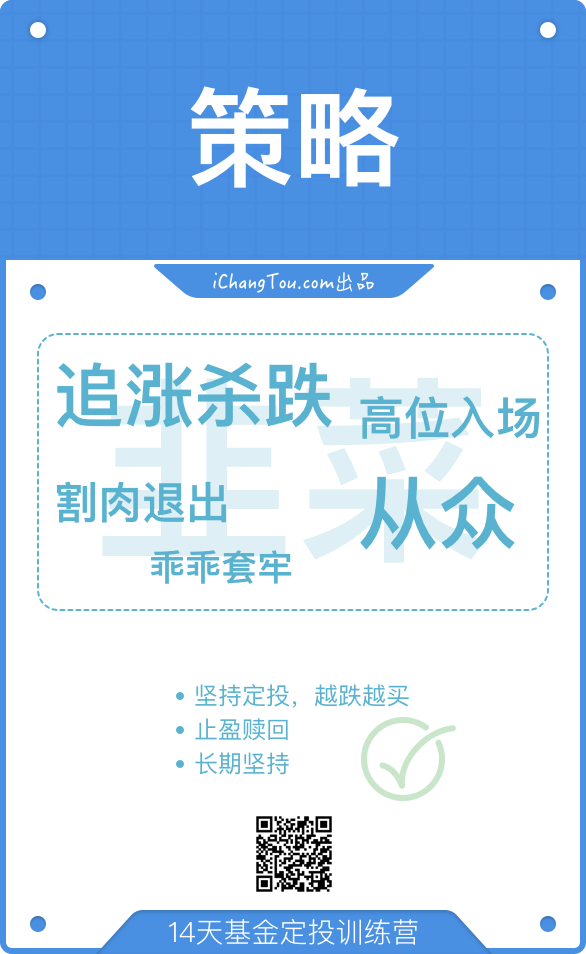 策略
iChangTou.com出品
韭菜
追涨杀跌
高位入场
割肉退出
从众
乖乖套牢
坚持定投，越跌越买
止盈赎回
长期坚持
14天基金定投训练营